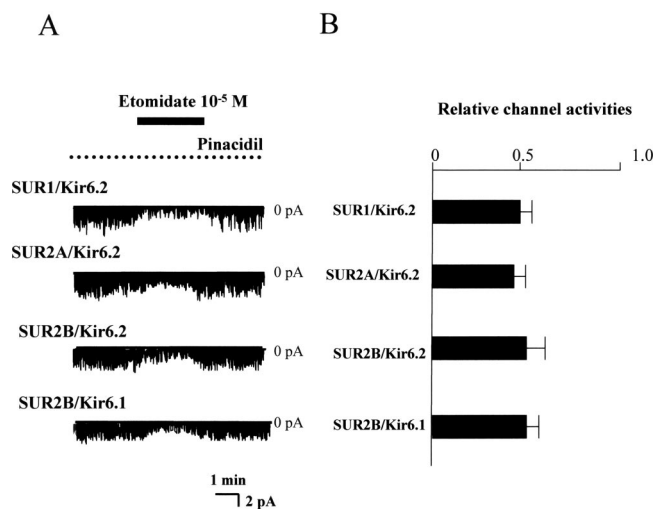 A
B
Etomidate 10⁻⁵ M
Pinacidil
Relative channel activities
0 0.5 1.0
SUR1/Kir6.2
0 pA
SUR2A/Kir6.2
0 pA
SUR2B/Kir6.2
0 pA
SUR2B/Kir6.1
0 pA
1 min
2 pA
SUR1/Kir6.2
SUR2A/Kir6.2
SUR2B/Kir6.2
SUR2B/Kir6.1